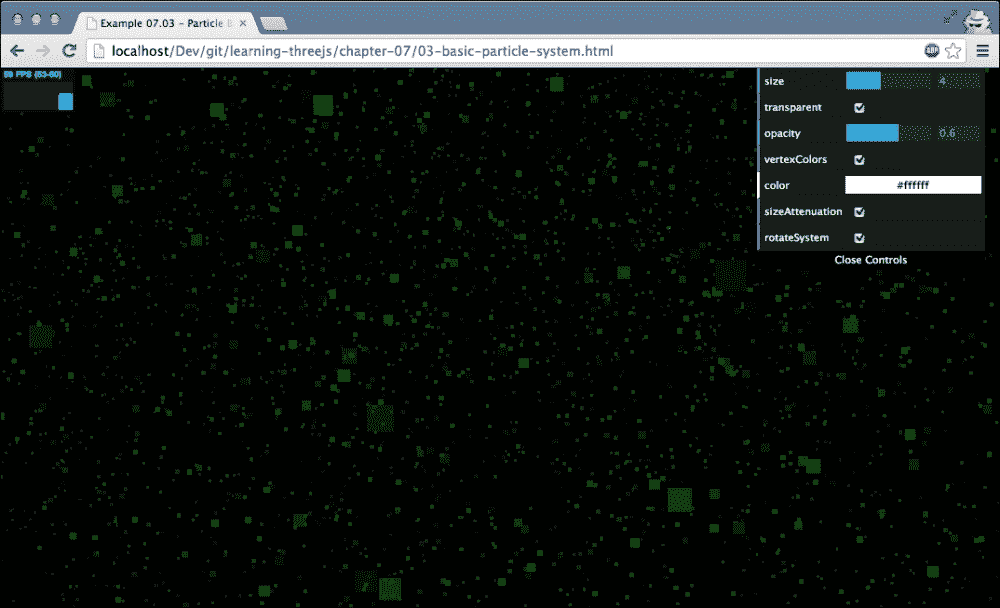 Example 07.03 - Particle B
localhost/Dev/git/learning-threejs/chapter-07/03-basic-particle-system.html
ABP
59 FPS (53-60)
size 4
transparent
opacity 0.6
vertexColors
color #ffffff
sizeAttenuation
rotateSystem
Close Controls